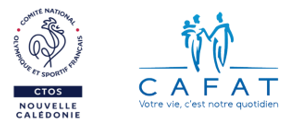 COMITÉ NATIONAL
OLYMPIQUE ET SPORTIF FRANÇAIS
CTOS
NOUVELLE
CALÉDONIE
CAFAT
Votre vie, c'est notre quotidien